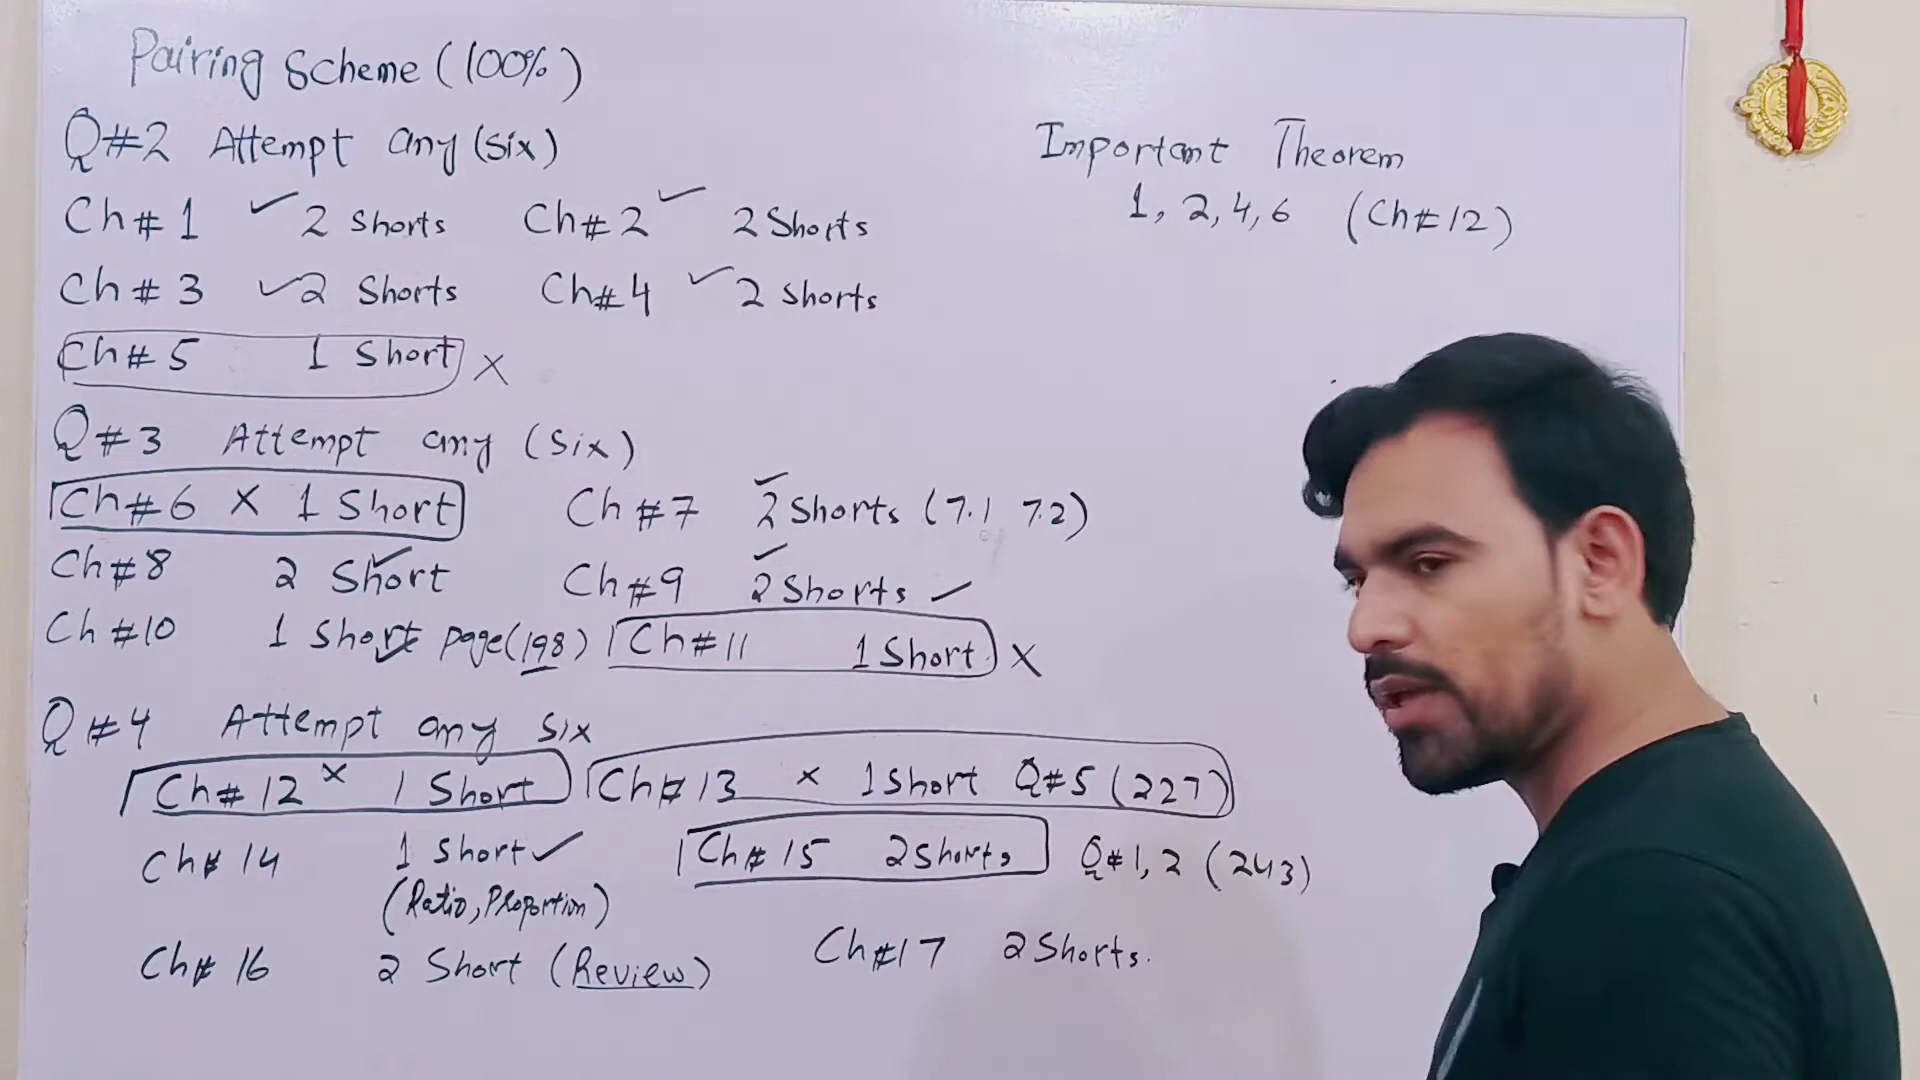 Pairing Scheme (100%)
Q#2 Attempt any (six)
Ch#1 ✓ 2 Shorts Ch#2 ✓ 2 Shorts
Ch#3 ✓ 2 Shorts Ch#4 ✓ 2 Shorts
Ch#5 1 Short ×
Q#3 Attempt any (Six)
Ch#6 × 1 Short Ch#7 ✓ 2 Shorts (7.1 7.2)
Ch#8 2 Short ✓ Ch#9 ✓ 2 Shorts ✓
Ch#10 1 Short ✓ page(198) Ch#11 1 Short ×
Q#4 Attempt any six
Ch#12 × 1 Short Ch#13 × 1 Short Q#5 (227)
Ch#14 1 Short ✓ Ch#15 2 Shorts Q#1, 2 (243)
(Ratio, Proportion)
Ch#16 2 Short (Review) Ch#17 2 Shorts.
Important Theorem
1, 2, 4, 6 (Ch#12)